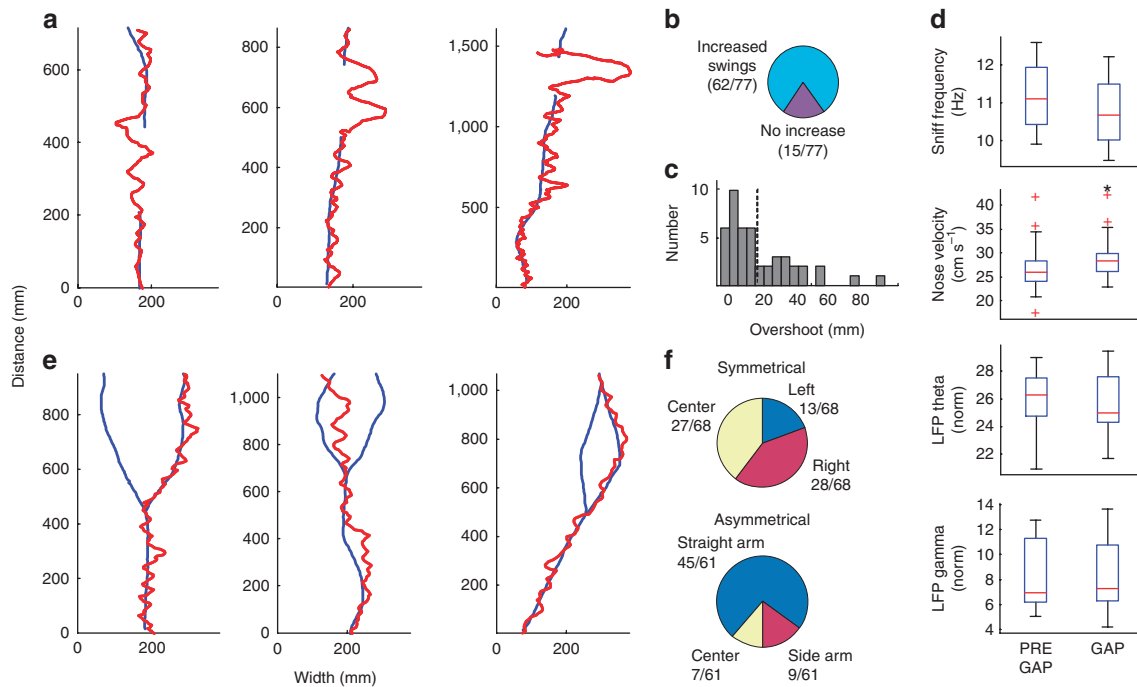 a
Distance (mm)
600
400
200
0
200
800
600
400
200
0
200
1,500
1,000
500
0
200
b
Increased
swings
(62/77)
No increase
(15/77)
c
Number
10
5
0
20
40
60
80
Overshoot (mm)
d
Sniff frequency
(Hz)
12
11
10
Nose velocity
(cm s⁻¹)
40
35
30
25
20
*
LFP theta
(norm)
28
26
24
22
LFP gamma
(norm)
14
12
10
8
6
4
PRE
GAP
GAP
e
800
600
400
200
0
200
1,000
800
600
400
200
0
200
1,000
800
600
400
200
0
200
Width (mm)
f
Symmetrical
Center
27/68
Left
13/68
Right
28/68
Asymmetrical
Straight arm
45/61
Center
7/61
Side arm
9/61